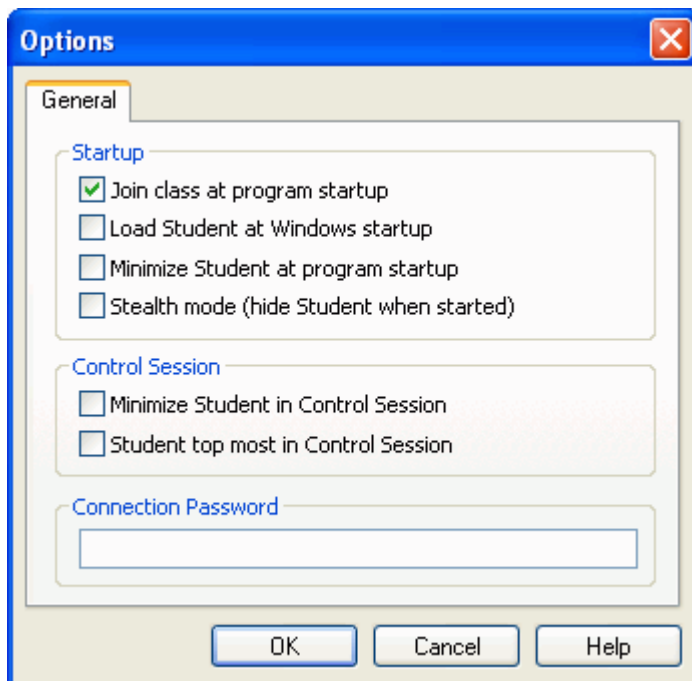 Options
General
Startup
Join class at program startup
Load Student at Windows startup
Minimize Student at program startup
Stealth mode (hide Student when started)
Control Session
Minimize Student in Control Session
Student top most in Control Session
Connection Password
OK Cancel Help